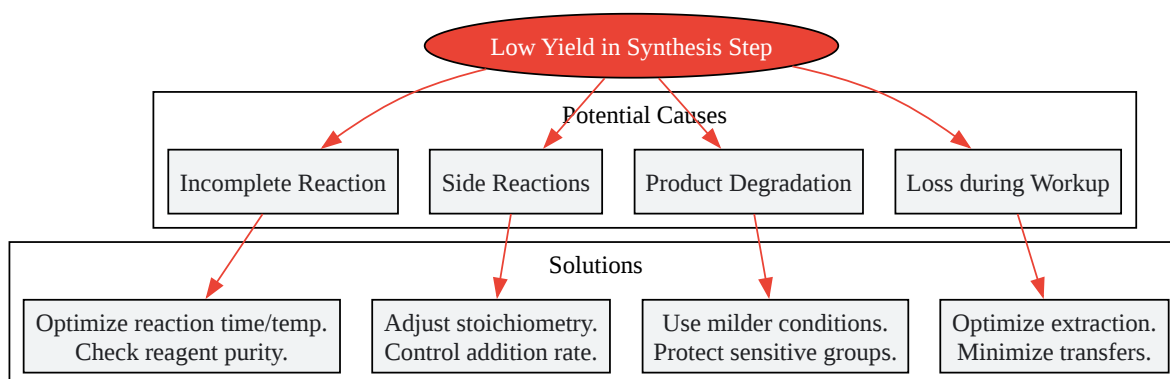 Low Yield in Synthesis Step
Potential Causes
Incomplete Reaction
Side Reactions
Product Degradation
Loss during Workup
Solutions
Optimize reaction time/temp.
Check reagent purity.
Adjust stoichiometry.
Control addition rate.
Use milder conditions.
Protect sensitive groups.
Optimize extraction.
Minimize transfers.